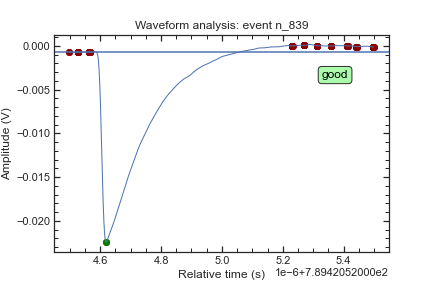 Waveform analysis: event n_839
0.000
−0.005
−0.010
−0.015
−0.020
Amplitude (V)
good
4.6 4.8 5.0 5.2 5.4
Relative time (s) 1e−6+7.8942052000e2